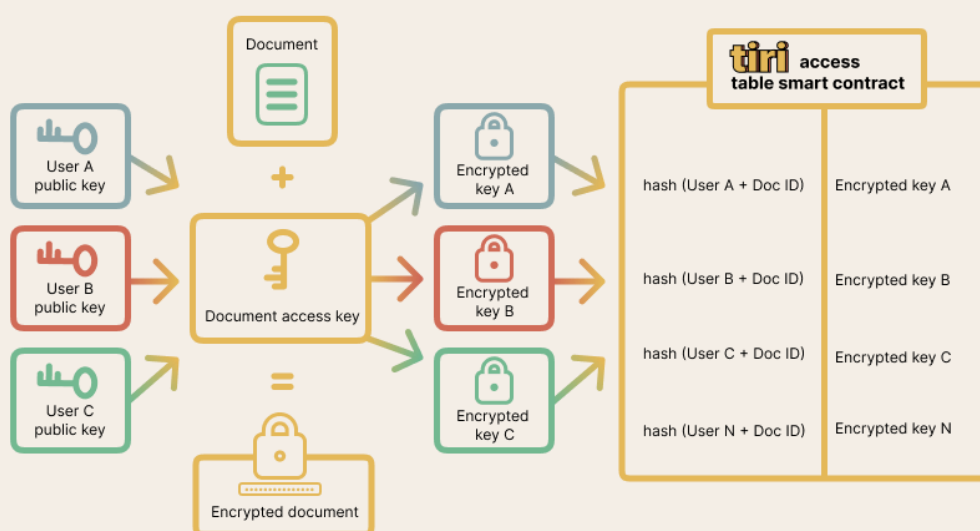 Document
tiri access
table smart contract
User A
public key
Encrypted
key A
hash (User A + Doc ID)
Encrypted key A
+
User B
public key
Document access key
Encrypted
key B
hash (User B + Doc ID)
Encrypted key B
User C
public key
=
Encrypted
key C
hash (User C + Doc ID)
Encrypted key C
hash (User N + Doc ID)
Encrypted key N
Encrypted document